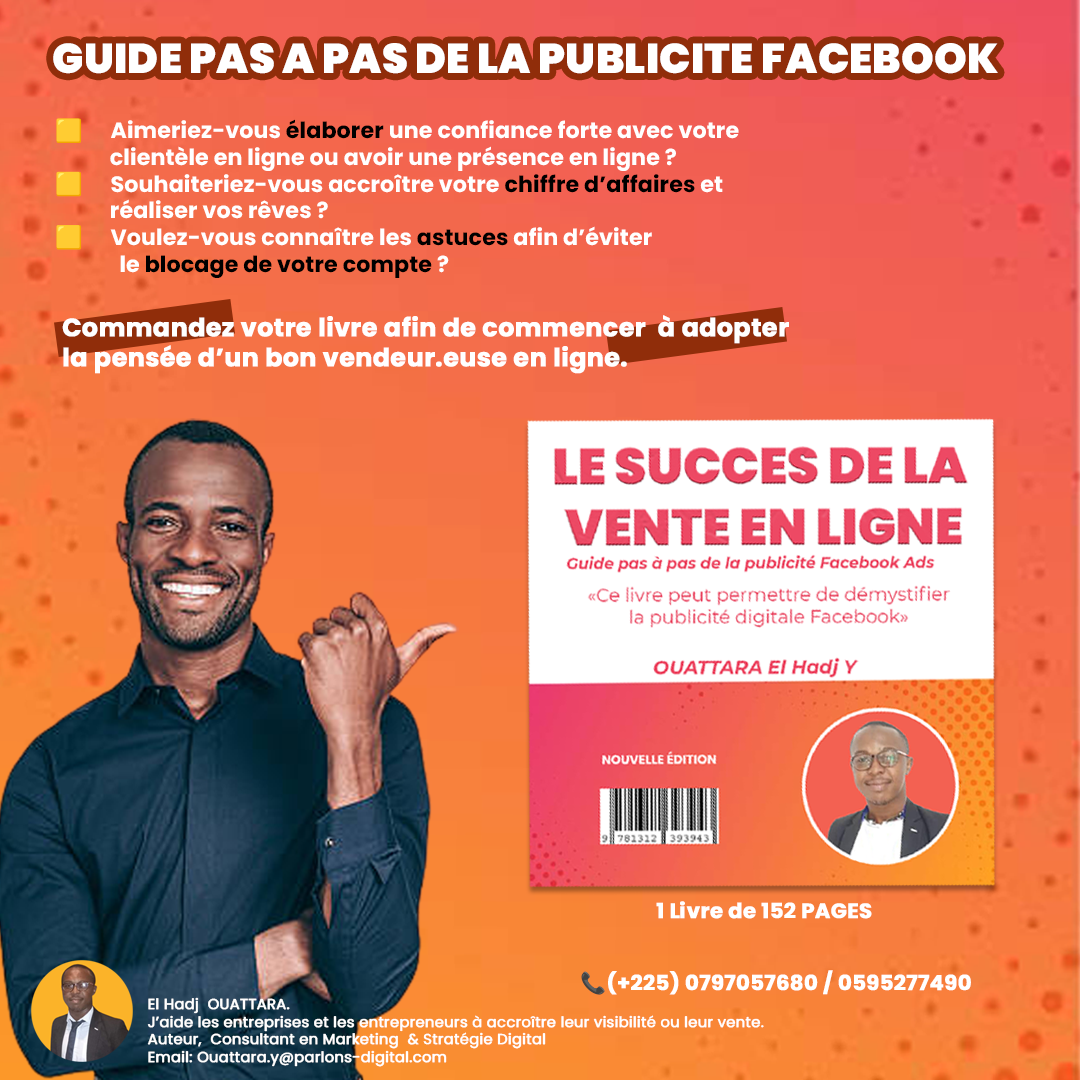 GUIDE PAS A PAS DE LA PUBLICITE FACEBOOK
Aimeriez-vous élaborer une confiance forte avec votre
clientèle en ligne ou avoir une présence en ligne ?
Souhaiteriez-vous accroître votre chiffre d’affaires et
réaliser vos rêves ?
Voulez-vous connaître les astuces afin d’éviter
le blocage de votre compte ?
Commandez votre livre afin de commencer à adopter
la pensée d’un bon vendeur.euse en ligne.
LE SUCCES DE LA
VENTE EN LIGNE
Guide pas à pas de la publicité Facebook Ads
«Ce livre peut permettre de démystifier
la publicité digitale Facebook»
OUATTARA El Hadj Y
NOUVELLE ÉDITION
9 781312 393943
1 Livre de 152 PAGES
(+225) 0797057680 / 0595277490
El Hadj OUATTARA.
J’aide les entreprises et les entrepreneurs à accroître leur visibilité ou leur vente.
Auteur, Consultant en Marketing & Stratégie Digital
Email: Ouattara.y@parlons-digital.com